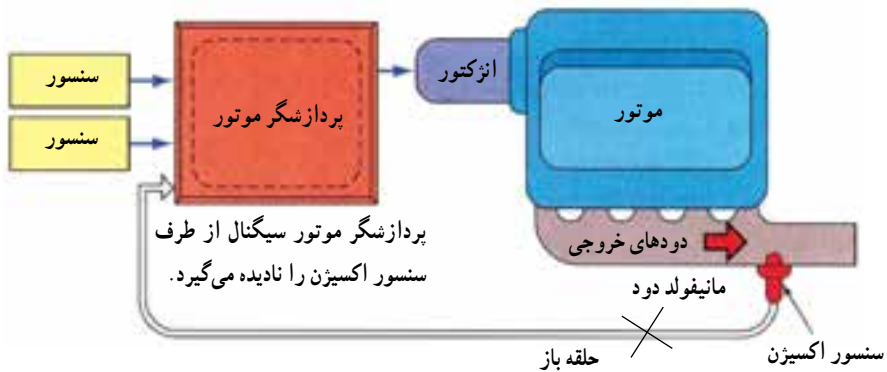 سنسور
سنسور
پردازشگر موتور
انژکتور
موتور
پردازشگر موتور سیگنال از طرف
سنسور اکسیژن را نادیده می‌گیرد.
دودهای خروجی
مانیفولد دود
سنسور اکسیژن
حلقه باز